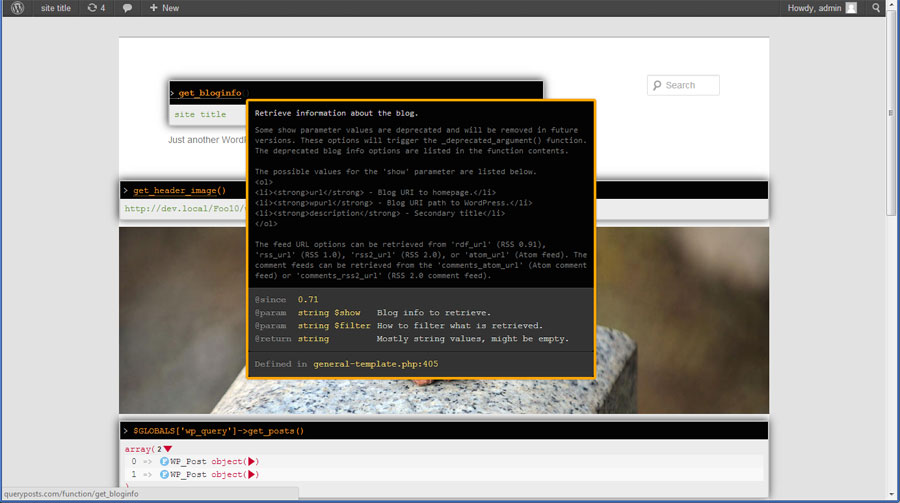 site title 4 New Howdy, admin
Search
> get_bloginfo
site title
Just another Word
Retrieve information about the blog.
Some show parameter values are deprecated and will be removed in future
versions. These options will trigger the _deprecated_argument() function.
The deprecated blog info options are listed in the function contents.
The possible values for the 'show' parameter are listed below.
<ol>
<li><strong>url</strong> - Blog URI to homepage.</li>
<li><strong>wpurl</strong> - Blog URI path to WordPress.</li>
<li><strong>description</strong> - Secondary title</li>
</ol>
The feed URL options can be retrieved from 'rdf_url' (RSS 0.91),
'rss_url' (RSS 1.0), 'rss2_url' (RSS 2.0), or 'atom_url' (Atom feed). The
comment feeds can be retrieved from the 'comments_atom_url' (Atom comment
feed) or 'comments_rss2_url' (RSS 2.0 comment feed).
@since 0.71
@param string $show Blog info to retrieve.
@param string $filter How to filter what is retrieved.
@return string Mostly string values, might be empty.
Defined in general-template.php:405
> get_header_image()
http://dev.local/Foo10/
> $GLOBALS['wp_query']->get_posts()
array( 2
0 => WP_Post object( )
1 => WP_Post object( )
)
queryposts.com/function/get_bloginfo